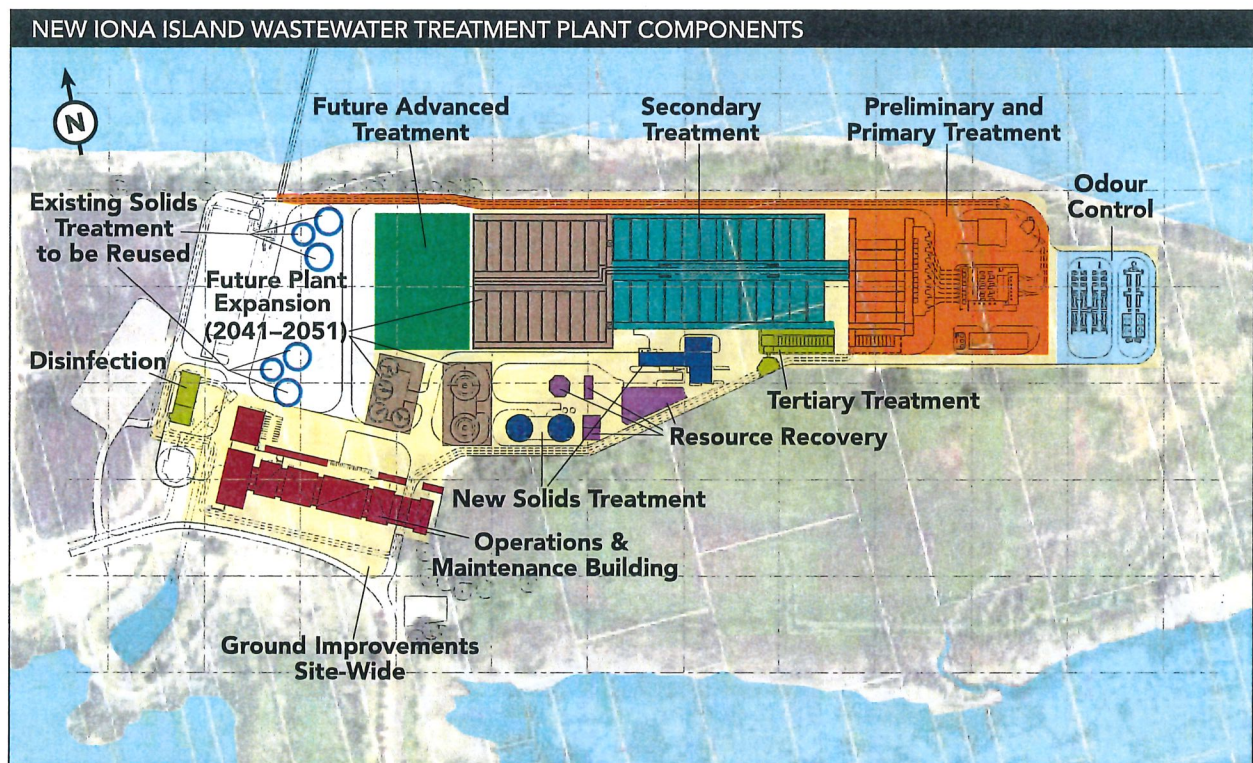 NEW IONA ISLAND WASTEWATER TREATMENT PLANT COMPONENTS
N
Future Advanced
Treatment
Secondary
Treatment
Preliminary and
Primary Treatment
Odour
Control
Existing Solids
Treatment
to be Reused
Future Plant
Expansion
(2041–2051)
Disinfection
Tertiary Treatment
Resource Recovery
New Solids Treatment
Operations &
Maintenance Building
Ground Improvements
Site-Wide